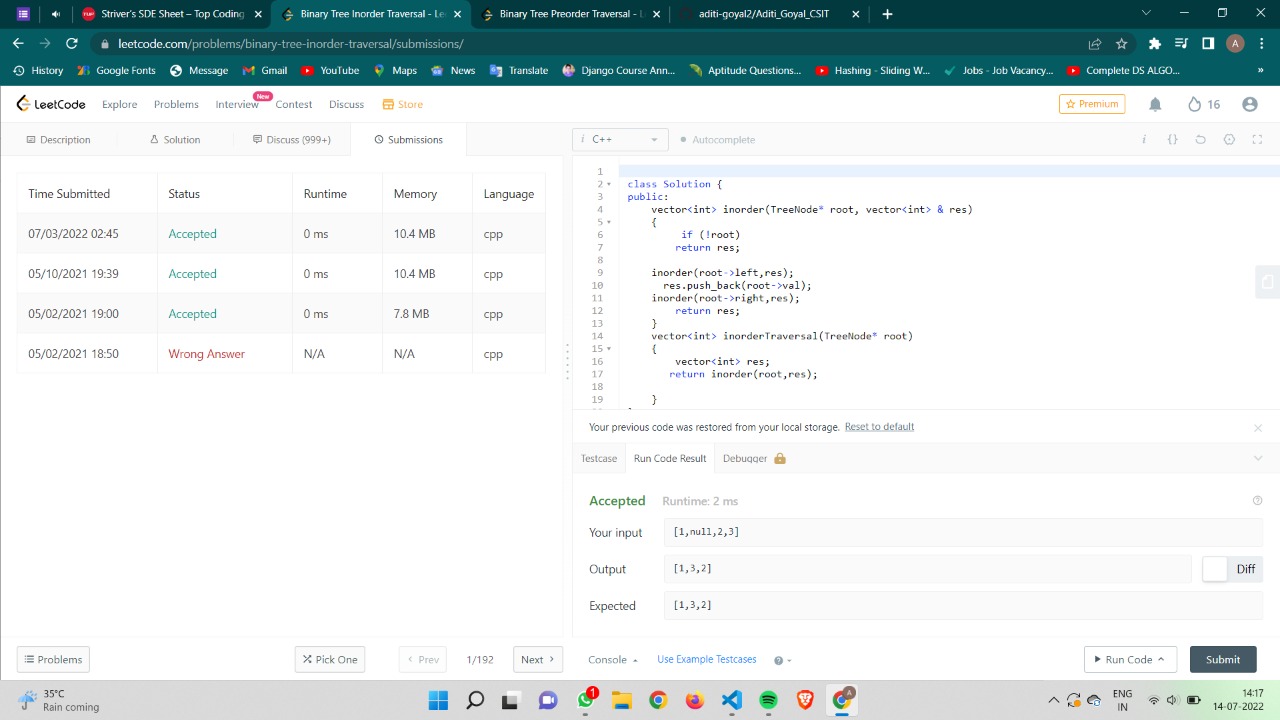 Striver's SDE Sheet – Top Coding
Binary Tree Inorder Traversal - Le
Binary Tree Preorder Traversal - L
aditi-goyal2/Aditi_Goyal_CSIT
leetcode.com/problems/binary-tree-inorder-traversal/submissions/
A
History Google Fonts Message Gmail YouTube Maps News Translate Django Course Ann... Aptitude Questions... Hashing - Sliding W... Jobs - Job Vacancy... Complete DS ALGO... »
LeetCode Explore Problems Interview New Contest Discuss Store Premium 16
Description Solution Discuss (999+) Submissions
i C++ Autocomplete i {}
Time Submitted Status Runtime Memory Language
07/03/2022 02:45 Accepted 0 ms 10.4 MB cpp
05/10/2021 19:39 Accepted 0 ms 10.4 MB cpp
05/02/2021 19:00 Accepted 0 ms 7.8 MB cpp
05/02/2021 18:50 Wrong Answer N/A N/A cpp
1
2 class Solution {
3 public:
4 vector<int> inorder(TreeNode* root, vector<int> & res)
5 {
6 if (!root)
7 return res;
8
9 inorder(root->left,res);
10 res.push_back(root->val);
11 inorder(root->right,res);
12 return res;
13 }
14 vector<int> inorderTraversal(TreeNode* root)
15 {
16 vector<int> res;
17 return inorder(root,res);
18
19 }
Your previous code was restored from your local storage. Reset to default
Testcase Run Code Result Debugger
Accepted Runtime: 2 ms
Your input [1,null,2,3]
Output [1,3,2] Diff
Expected [1,3,2]
Problems Pick One < Prev 1/192 Next > Console Use Example Testcases ? Run Code Submit
35°C
Rain coming
1
A
ENG
IN
14:17
14-07-2022